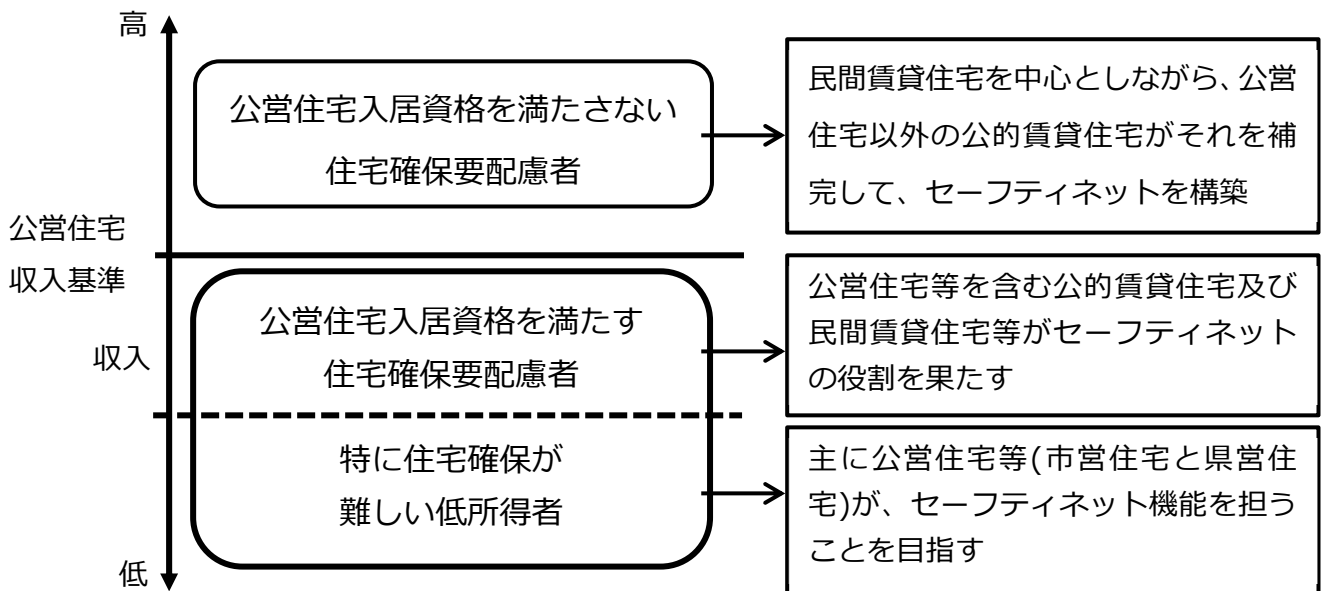 高
公営住宅入居資格を満たさない
住宅確保要配慮者
民間賃貸住宅を中心としながら、公営
住宅以外の公的賃貸住宅がそれを補
完して、セーフティネットを構築
公営住宅
収入基準
収入
公営住宅入居資格を満たす
住宅確保要配慮者
公営住宅等を含む公的賃貸住宅及び
民間賃貸住宅等がセーフティネット
の役割を果たす
特に住宅確保が
難しい低所得者
主に公営住宅等(市営住宅と県営住
宅)が、セーフティネット機能を担う
ことを目指す
低